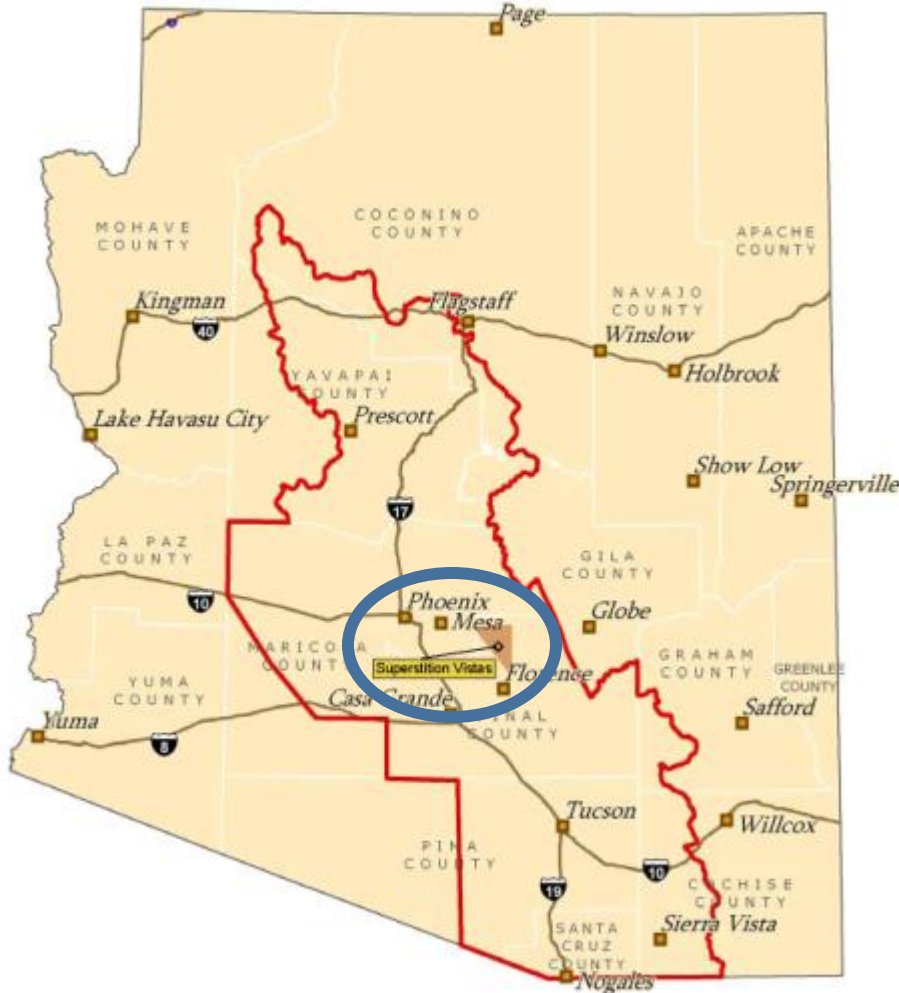 Page
MOHAVE
COUNTY
COCONINO
COUNTY
APACHE
COUNTY
NAVAJO
COUNTY
Kingman
40
Flagstaff
Winslow
Holbrook
YAVAPAI
COUNTY
Lake Havasu City
Prescott
Show Low
Springerville
17
LA PAZ
COUNTY
GILA
COUNTY
10
Phoenix
Mesa
Globe
MARICOPA
COUNTY
Superstition Vistas
GRAHAM
COUNTY
GREENLEE
COUNTY
YUMA
COUNTY
Florence
Casa Grande
Safford
Yuma
8
PINAL
COUNTY
Tucson
Willcox
PIMA
COUNTY
10
19
COCHISE
COUNTY
SANTA
CRUZ
COUNTY
Sierra Vista
Nogales